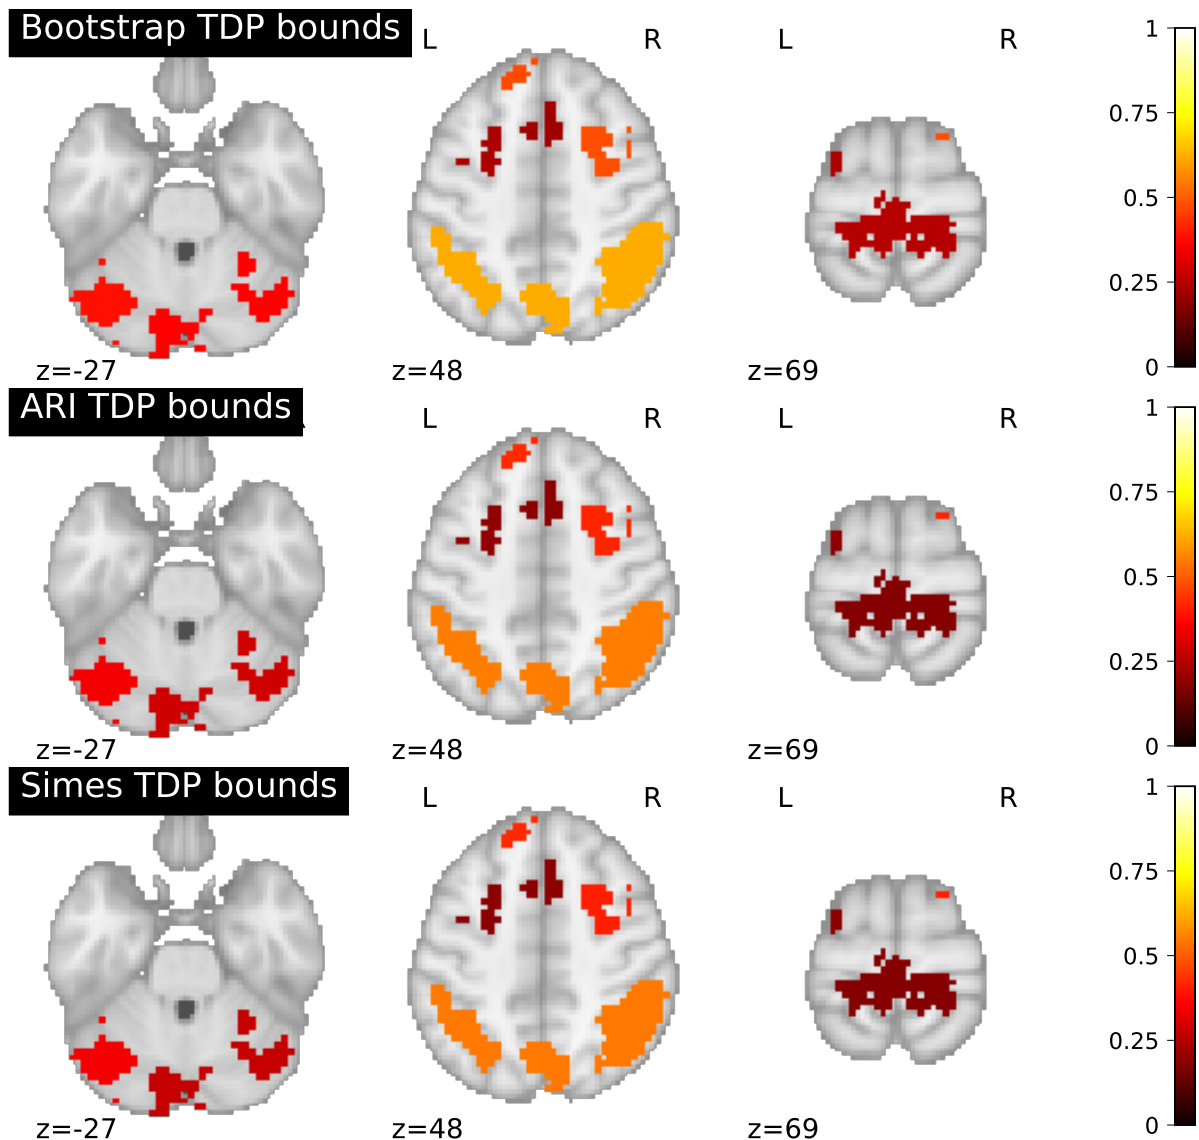 Bootstrap TDP bounds
L R L R
1
0.75
0.5
0.25
0
z=-27 z=48 z=69
ARI TDP bounds
L R L R
1
0.75
0.5
0.25
0
z=-27 z=48 z=69
Simes TDP bounds
L R L R
1
0.75
0.5
0.25
0
z=-27 z=48 z=69